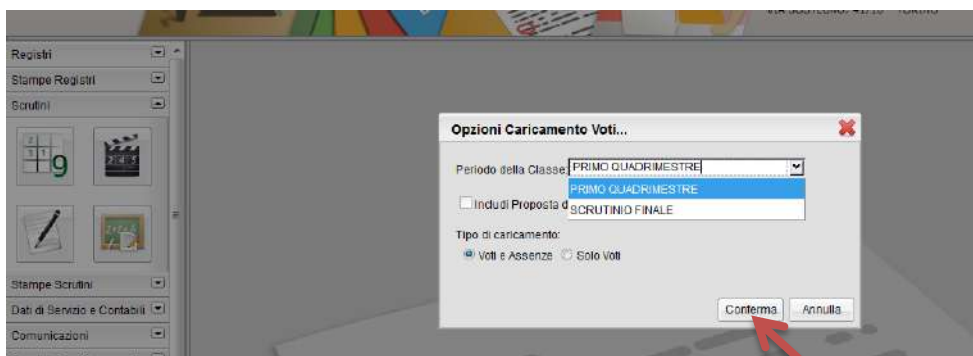 Registri
Stampe Registri
Scrutini
Stampe Scrutini
Dati di Servizio e Contabili
Comunicazioni
Opzioni Caricamento Voti...
Periodo della Classe: PRIMO QUADRIMESTRE
PRIMO QUADRIMESTRE
SCRUTINIO FINALE
Includi Proposta d
Tipo di caricamento:
Voti e Assenze Solo Voti
Conferma Annulla